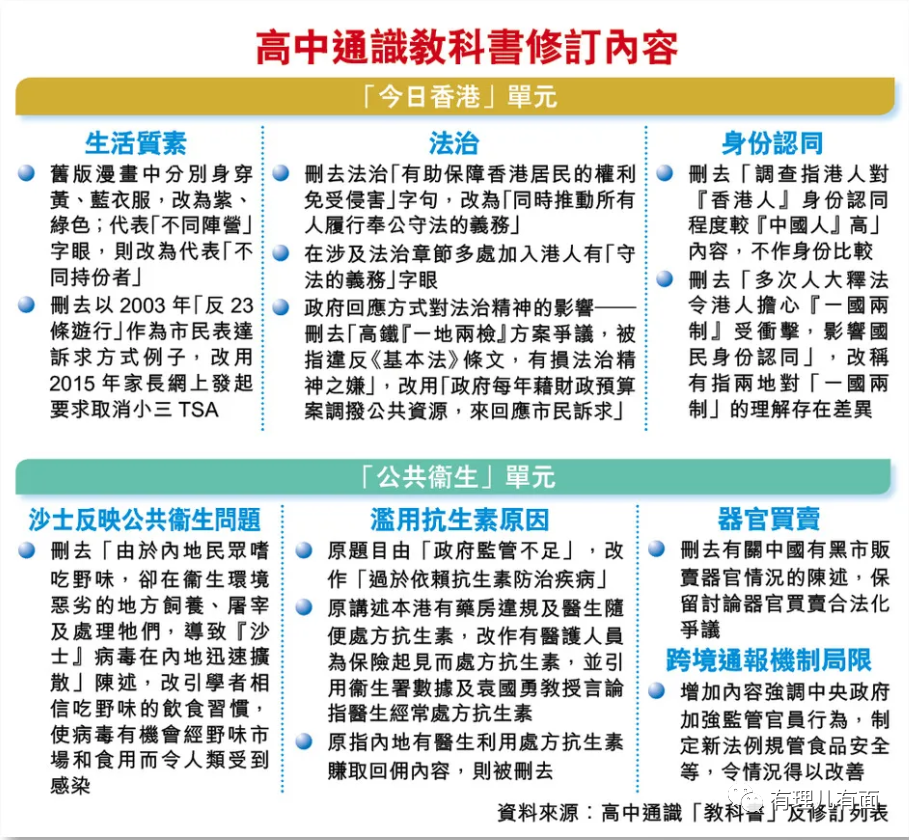 高中通識教科書修訂內容
「今日香港」單元
生活質素
舊版漫畫中分別身穿
黃、藍衣服，改為紫、
綠色；代表「不同陣營」
字眼，則改為代表「不
同持份者」
刪去以 2003 年「反 23
條遊行」作為市民表達
訴求方式例子，改用
2015 年家長網上發起
要求取消小三 TSA
法治
刪去法治「有助保障香港居民的權利
免受侵害」字句，改為「同時推動所有
人履行奉公守法的義務」
在涉及法治章節多處加入港人有「守
法的義務」字眼
政府回應方式對法治精神的影響——
刪去「高鐵『一地兩檢』方案爭議，被
指違反《基本法》條文，有損法治精
神之嫌」，改用「政府每年藉財政預算
案調撥公共資源，來回應市民訴求」
身份認同
刪去「調查指港人對
『香港人』身份認同
程度較『中國人』高」
內容，不作身份比較
刪去「多次人大釋法
令港人擔心『一國兩
制』受衝擊，影響國
民身份認同」，改稱
有指兩地對「一國兩
制」的理解存在差異
「公共衞生」單元
沙士反映公共衞生問題
刪去「由於內地民眾嗜
吃野味，卻在衞生環境
惡劣的地方飼養、屠宰
及處理牠們，導致『沙
士』病毒在內地迅速擴
散」陳述，改引學者相
信吃野味的飲食習慣，
使病毒有機會經野味市
場和食用而令人類受到
感染
濫用抗生素原因
原題目由「政府監管不足」，改
作「過於依賴抗生素防治疾病」
原講述本港有藥房違規及醫生隨
便處方抗生素，改作有醫護人員
為保險起見而處方抗生素，並引
用衞生署數據及袁國勇教授言論
指醫生經常處方抗生素
原指內地有醫生利用處方抗生素
賺取回佣內容，則被刪去
器官買賣
刪去有關中國有黑市販
賣器官情況的陳述，保
留討論器官買賣合法化
爭議
跨境通報機制局限
增加內容強調中央政府
加強監管官員行為，制
定新法例規管食品安全
等，令情況得以改善
有理儿有面
資料來源：高中通識「教科書」反修訂列表